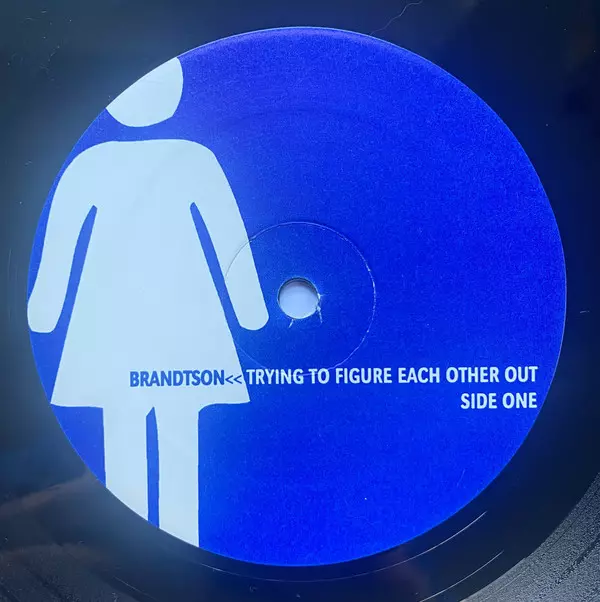 BRANDTSON<< TRYING TO FIGURE EACH OTHER OUT
SIDE ONE